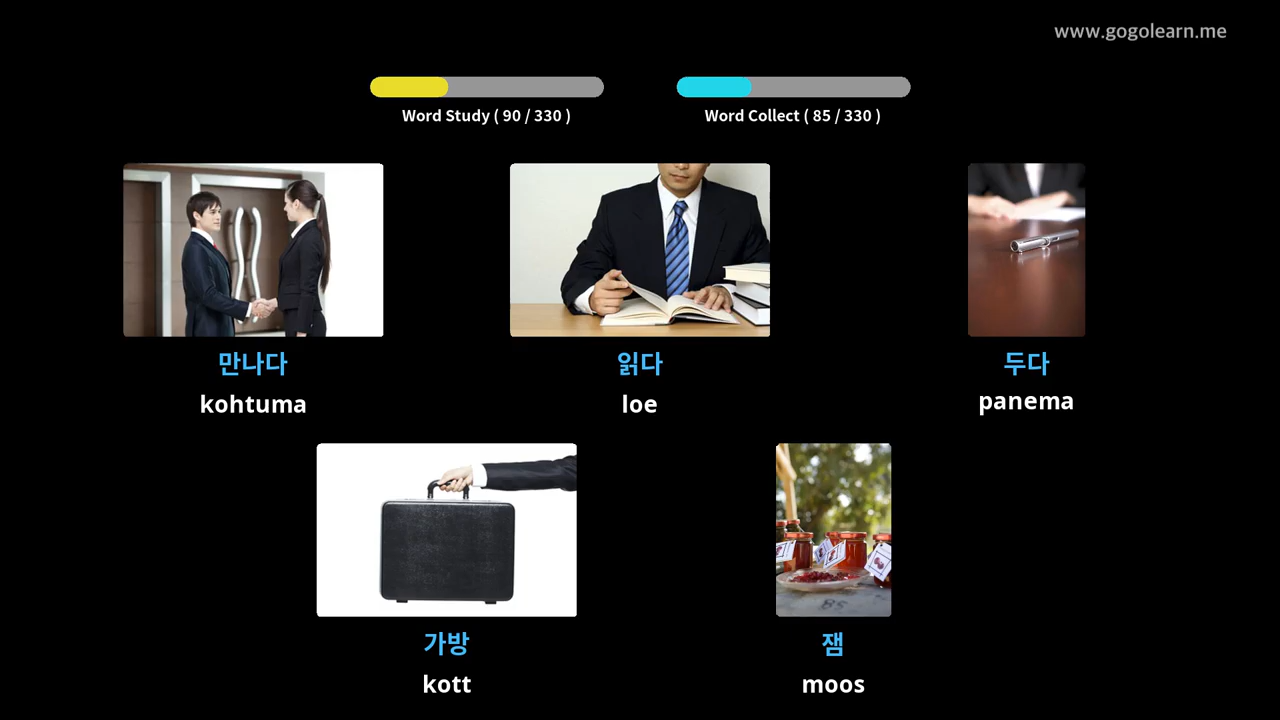 www.gogolearn.me
Word Study ( 90 / 330 )
Word Collect ( 85 / 330 )
만나다
kohtuma
읽다
loe
두다
panema
가방
kott
잼
moos